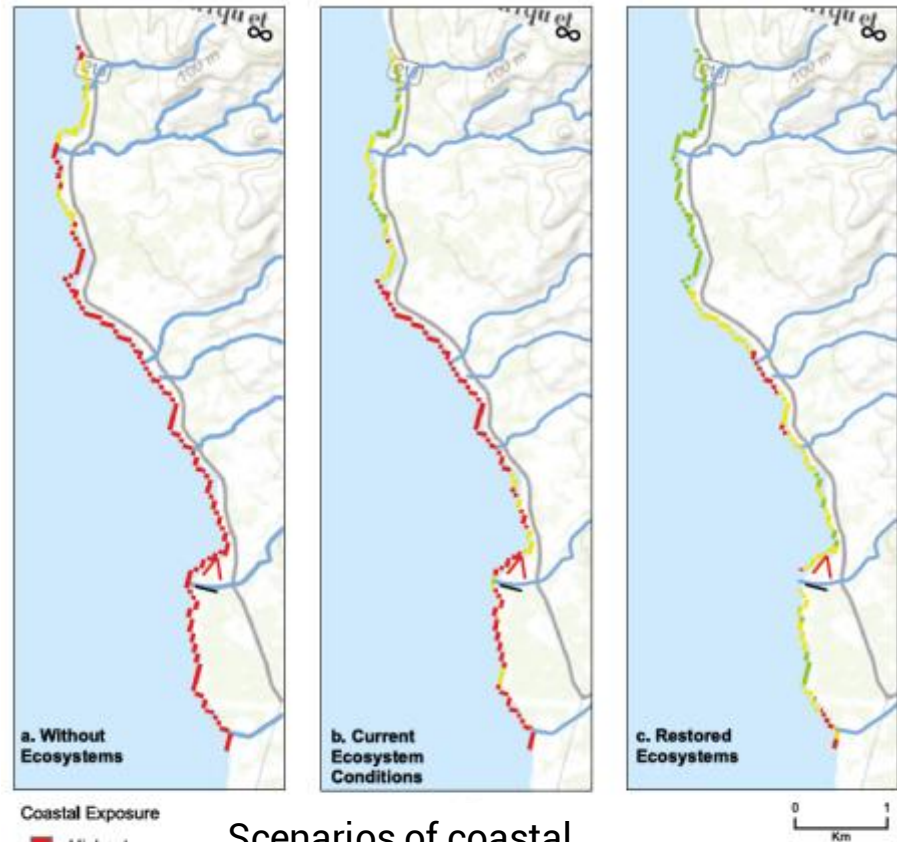 100 m
100 m
100 m
a. Without
Ecosystems
b. Current
Ecosystem
Conditions
c. Restored
Ecosystems
Coastal Exposure
Scenarios of coastal
0 1
Km